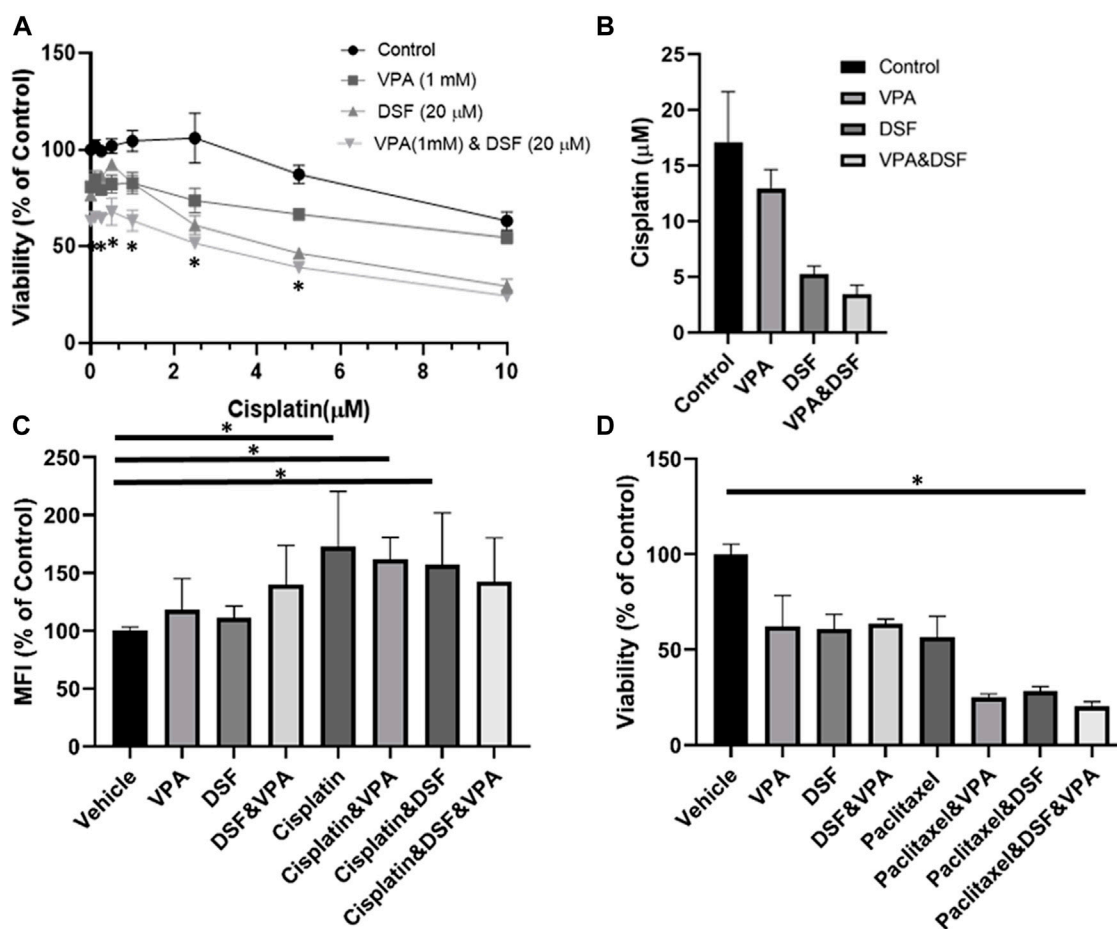 A
Viability (% of Control)
150
100
50
0
0
2
4
6
8
10
Cisplatin(μM)
Control
VPA (1 mM)
DSF (20 μM)
VPA(1mM) & DSF (20 μM)
* * * * * *
B
Cisplatin (μM)
25
20
15
10
5
0
Control
VPA
DSF
VPA&DSF
Control
VPA
DSF
VPA&DSF
C
MFI (% of Control)
250
200
150
100
50
0
*
*
*
Vehicle
VPA
DSF
DSF&VPA
Cisplatin
Cisplatin&VPA
Cisplatin&DSF
Cisplatin&DSF&VPA
D
Viability (% of Control)
150
100
50
0
*
Vehicle
VPA
DSF
DSF&VPA
Paclitaxel
Paclitaxel&VPA
Paclitaxel&DSF
Paclitaxel&DSF&VPA